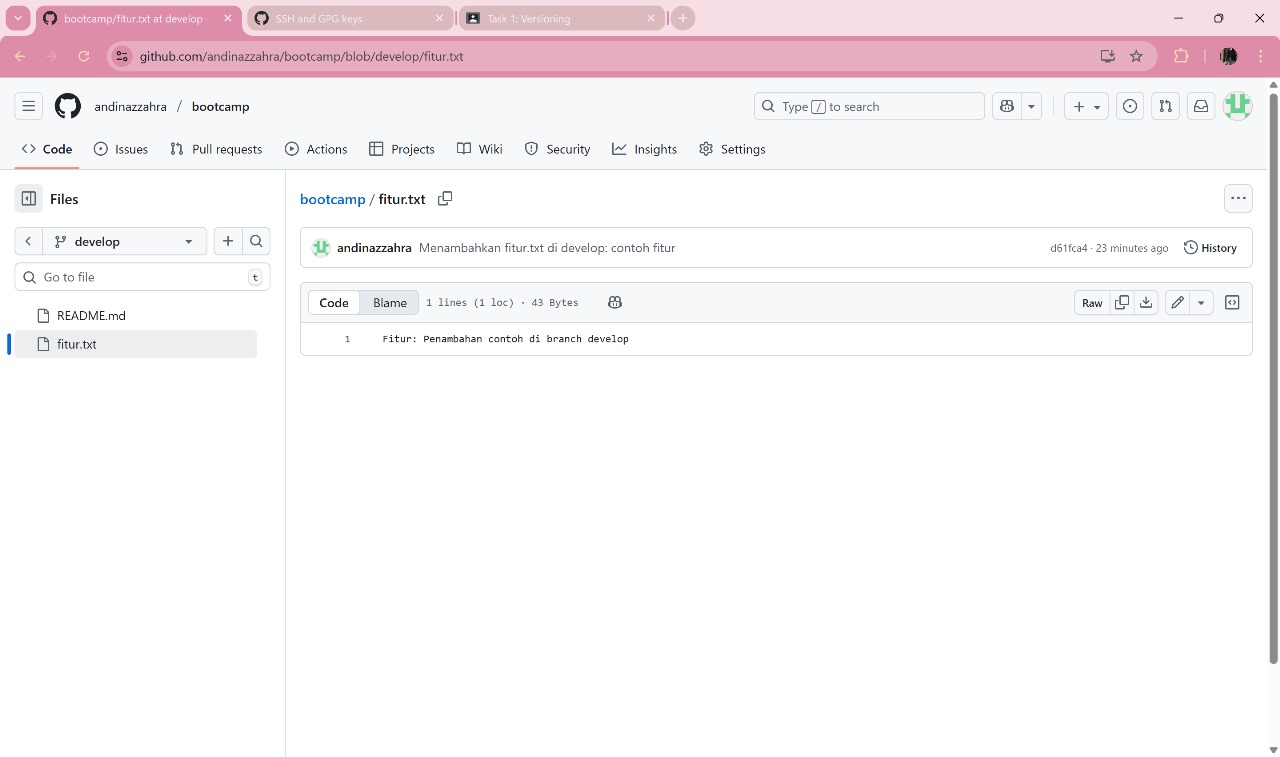 bootcamp/fitur.txt at develop
SSH and GPG keys
Task 1: Versioning
github.com/andinazzahra/bootcamp/blob/develop/fitur.txt
andinazzahra / bootcamp
Type / to search
Code Issues Pull requests Actions Projects Wiki Security Insights Settings
Files
bootcamp / fitur.txt
develop
andinazzahra Menambahkan fitur.txt di develop: contoh fitur
d61fca4 · 23 minutes ago History
Go to file t
Code Blame 1 lines (1 loc) · 43 Bytes Raw
README.md
1 Fitur: Penambahan contoh di branch develop
fitur.txt